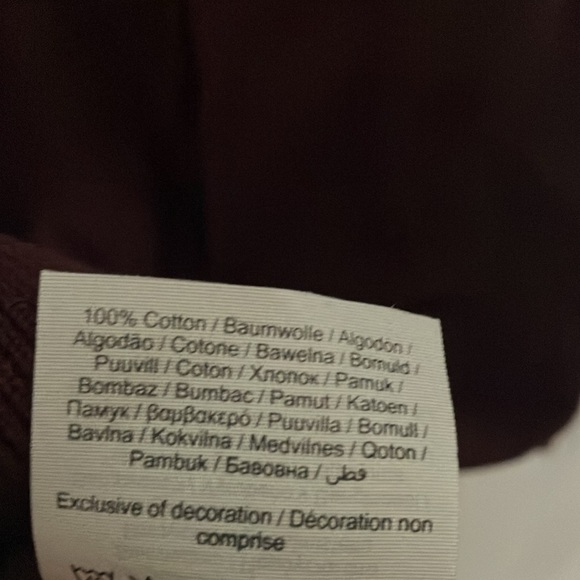 100% Cotton / Baumwolle / Algodon /
Algodão / Cotone / Bawełna / Bomuld /
Puuvill / Coton / Хлопок / Pamuk /
Bombaz / Bumbac / Pamut / Katoen /
Памук / βαμβακερό / Puuvilla / Bomull /
Bavlna / Kokvilna / Medvilnes / Qoton /
Pambuk / Бавовна / قطن
Exclusive of decoration / Décoration non
comprise